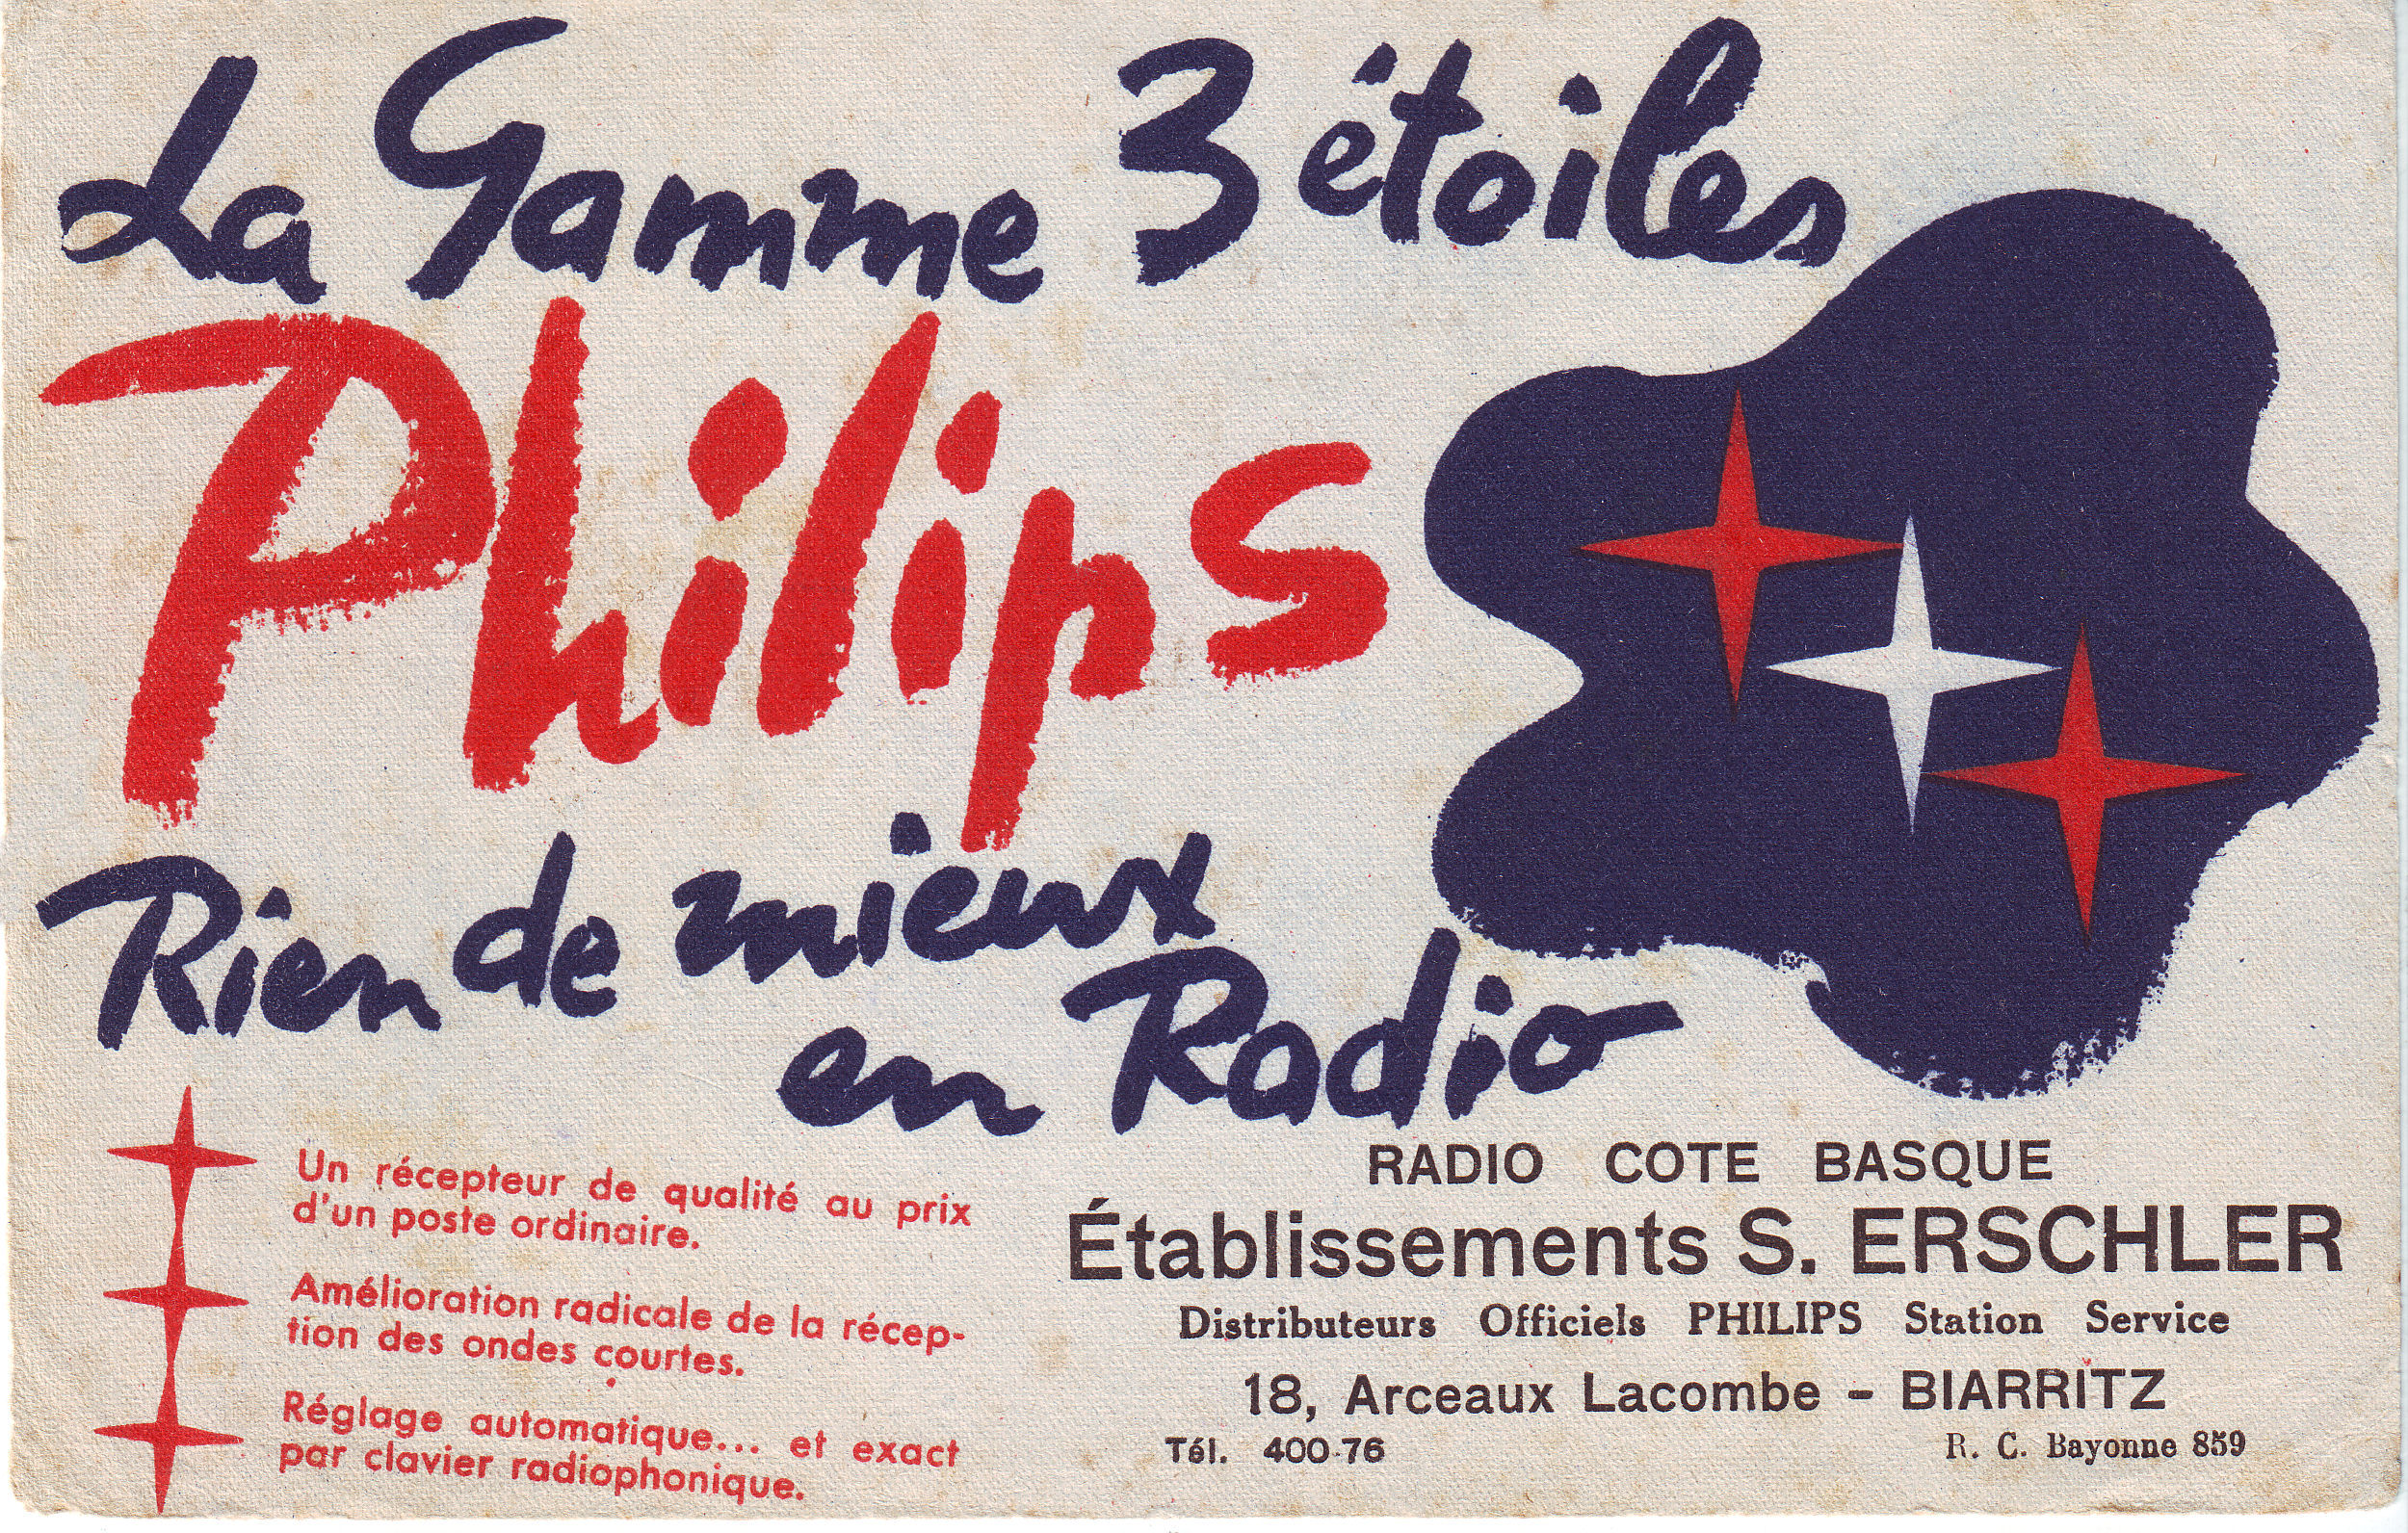 La Gamme 3 étoiles
Philips
Rien de mieux
en Radio
Un récepteur de qualité au prix
d'un poste ordinaire.
Amélioration radicale de la récep-
tion des ondes courtes.
Réglage automatique... et exact
par clavier radiophonique.
RADIO COTE BASQUE
Établissements S. ERSCHLER
Distributeurs Officiels PHILIPS Station Service
18, Arceaux Lacombe - BIARRITZ
Tél. 400-76 R. C. Bayonne 859